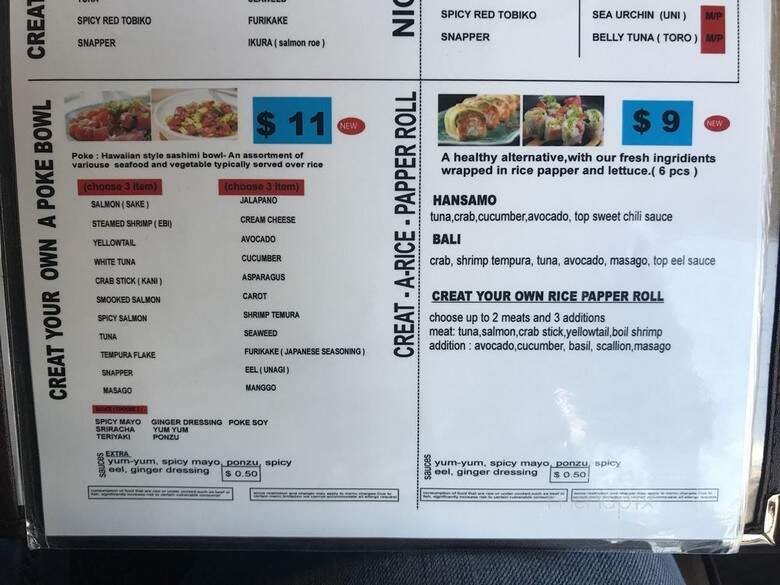 CREAT
SPICY RED TOBIKO
SNAPPER
FURIKAKE
IKURA ( salmon roe )
SPICY RED TOBIKO
SNAPPER
SEA URCHIN (UNI ) M/P
BELLY TUNA ( TORO ) M/P
CREAT YOUR OWN A POKE BOWL
$ 11
NEW
Poke : Hawaiian style sashimi bowl- An assortment of
variouse seafood and vegetable typically served over rice
(choose 3 item)
SALMON ( SAKE )
STEAMED SHRIMP ( EBI)
YELLOWTAIL
WHITE TUNA
CRAB STICK ( KANI )
SMOOKED SALMON
SPICY SALMON
TUNA
TEMPURA FLAKE
SNAPPER
MASAGO
(choose 3 item)
JALAPANO
CREAM CHEESE
AVOCADO
CUCUMBER
ASPARAGUS
CAROT
SHRIMP TEMURA
SEAWEED
FURIKAKE ( JAPANESE SEASONING )
EEL ( UNAGI )
MANGGO
SPICY MAYO GINGER DRESSING POKE SOY
SRIRACHA YUM YUM
TERIYAKI PONZU
EXTRA
sauces
yum-yum, spicy mayo, ponzu, spicy
eel, ginger dressing $ 0.50
CREAT - A-RICE - PAPPER ROLL
$ 9
NEW
A healthy alternative,with our fresh ingridients
wrapped in rice papper and lettuce.( 6 pcs )
HANSAMO
tuna,crab,cucumber,avocado, top sweet chili sauce
BALI
crab, shrimp tempura, tuna, avocado, masago, top eel sauce
CREAT YOUR OWN RICE PAPPER ROLL
choose up to 2 meats and 3 additions
meat: tuna,salmon,crab stick,yellowtail,boil shrimp
addition : avocado,cucumber, basil, scallion,masago
sauces
yum-yum, spicy mayo, ponzu, spicy
eel, ginger dressing $ 0.50